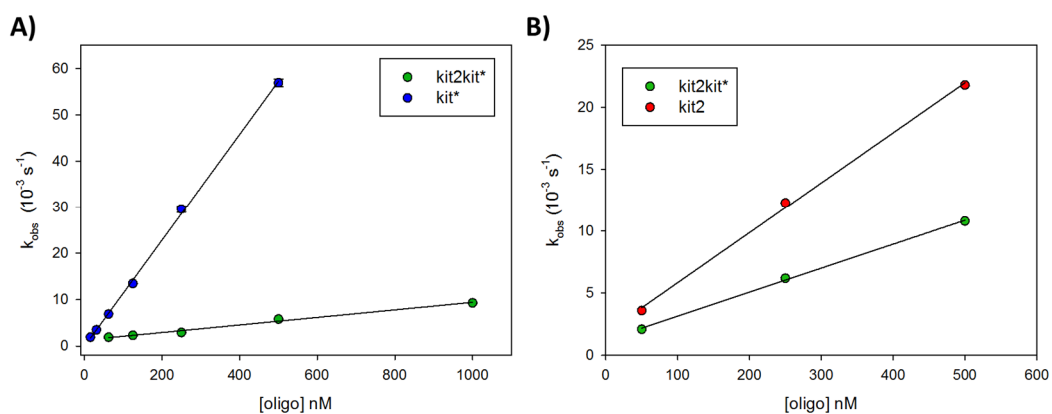 A)
kit2kit*
kit*
k_obs (10^-3 s^-1)
60
50
40
30
20
10
0
0 200 400 600 800 1000
[oligo] nM
B)
kit2kit*
kit2
k_obs (10^-3 s^-1)
25
20
15
10
5
0
0 100 200 300 400 500 600
[oligo] nM